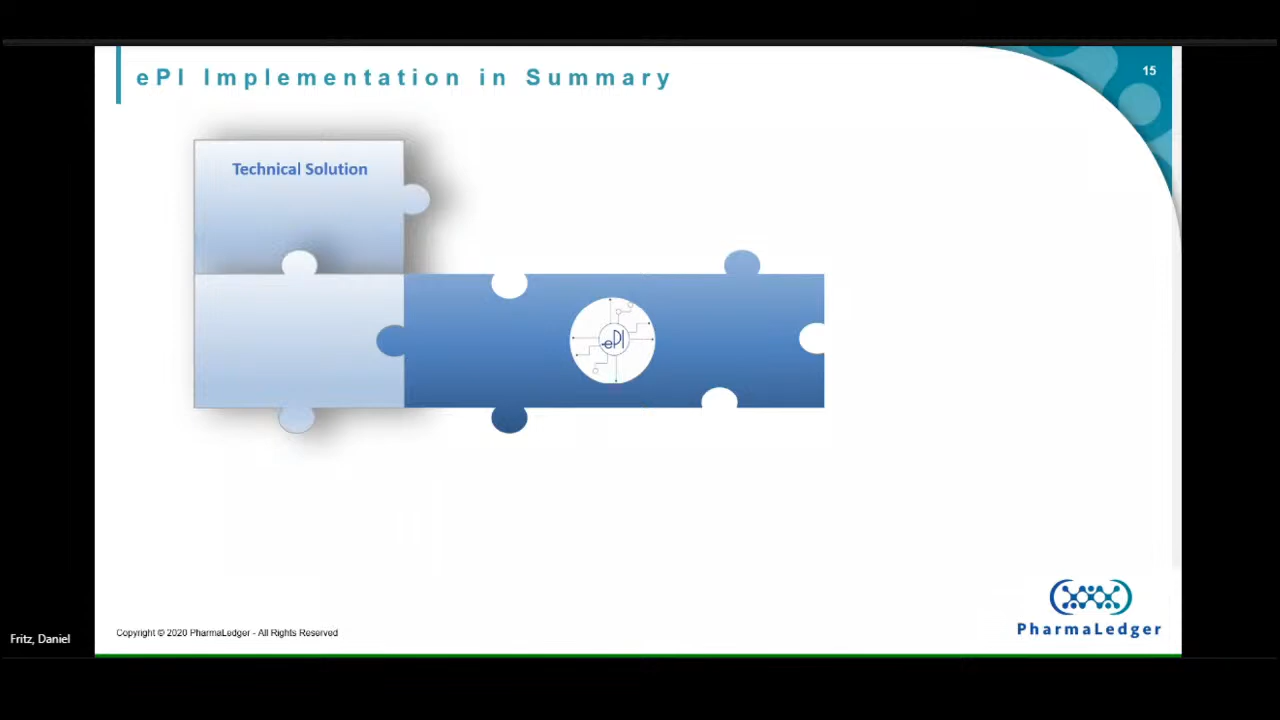 ePI Implementation in Summary
15
Technical Solution
ePI
Fritz, Daniel
Copyright © 2020 PharmaLedger - All Rights Reserved
PharmaLedger